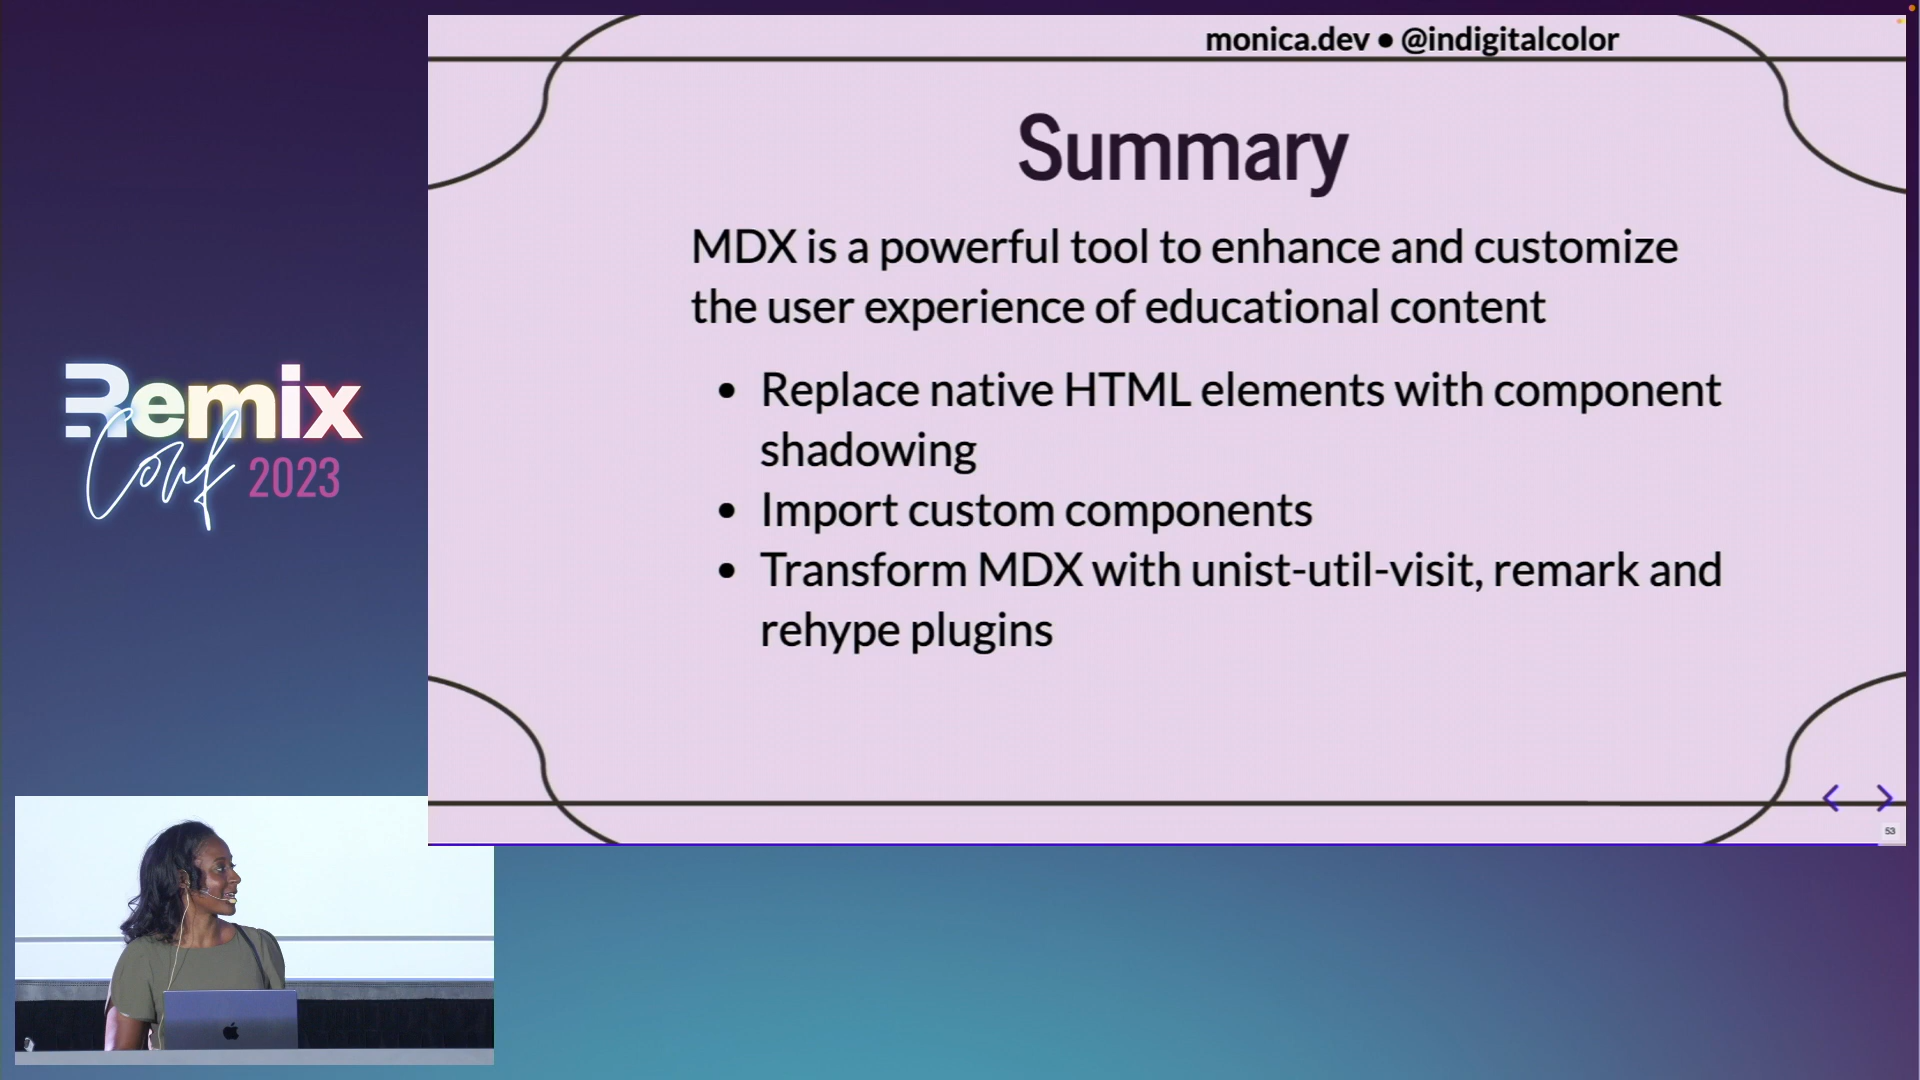 monica.dev • @indigitalcolor
Summary
MDX is a powerful tool to enhance and customize
the user experience of educational content
• Replace native HTML elements with component
shadowing
• Import custom components
• Transform MDX with unist-util-visit, remark and
rehype plugins
Remix
Conf 2023
53